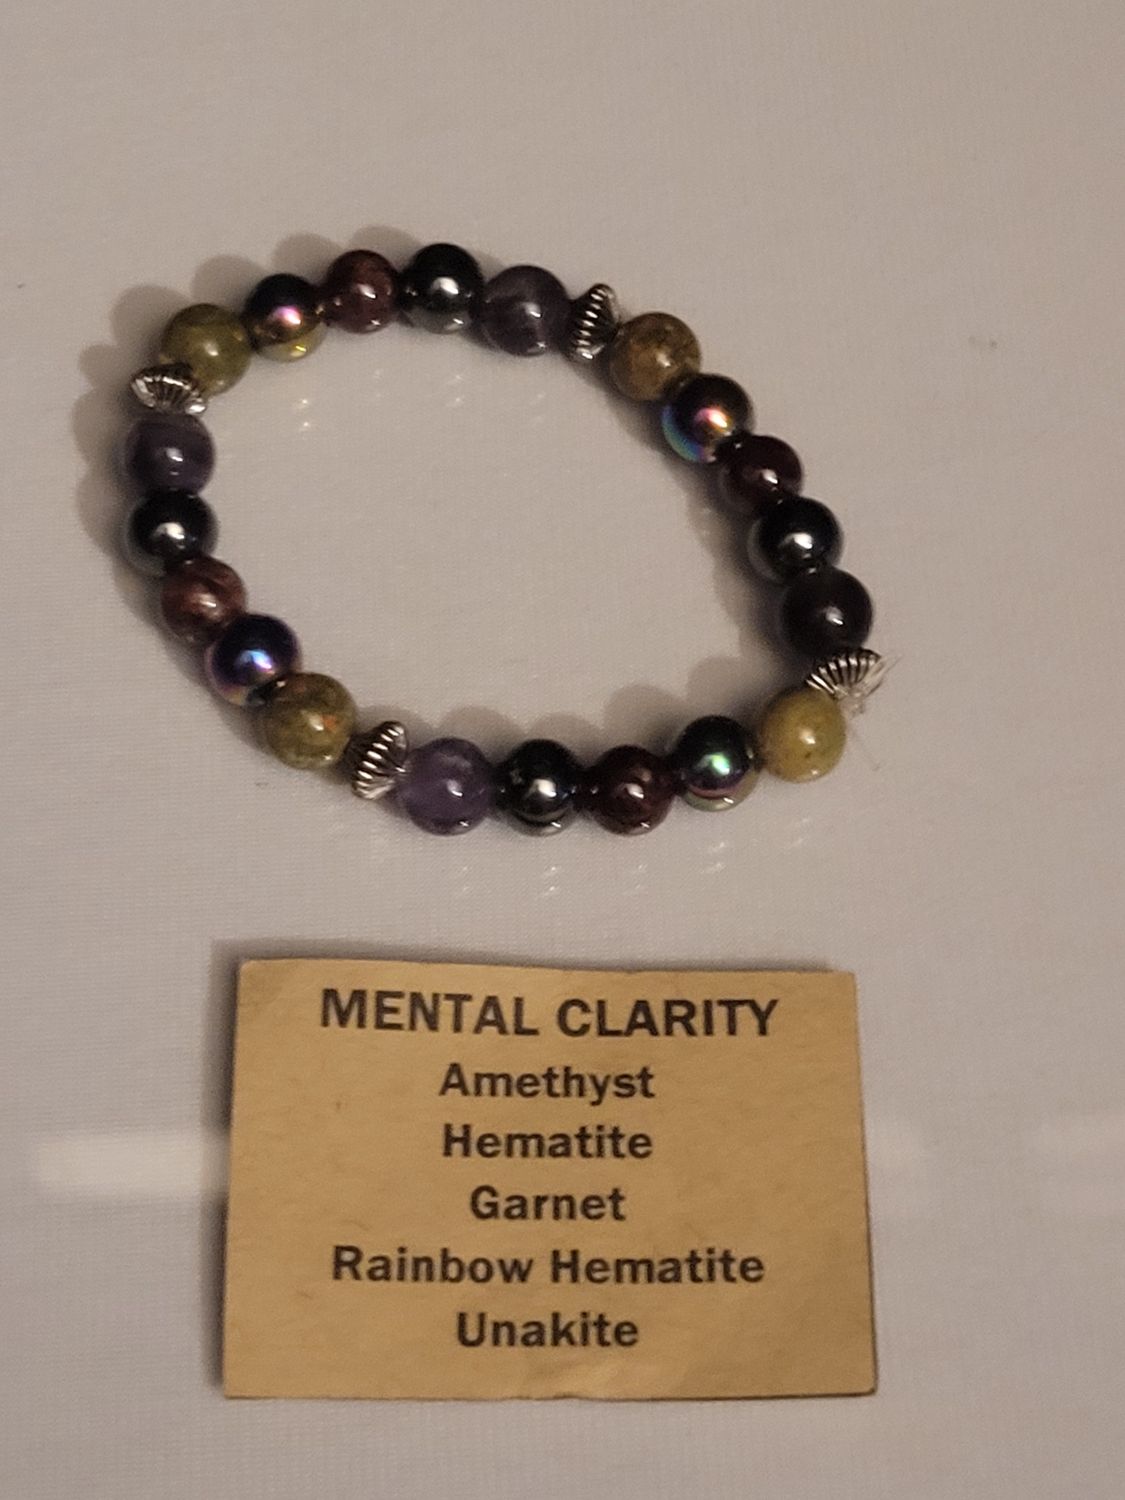 MENTAL CLARITY
Amethyst
Hematite
Garnet
Rainbow Hematite
Unakite